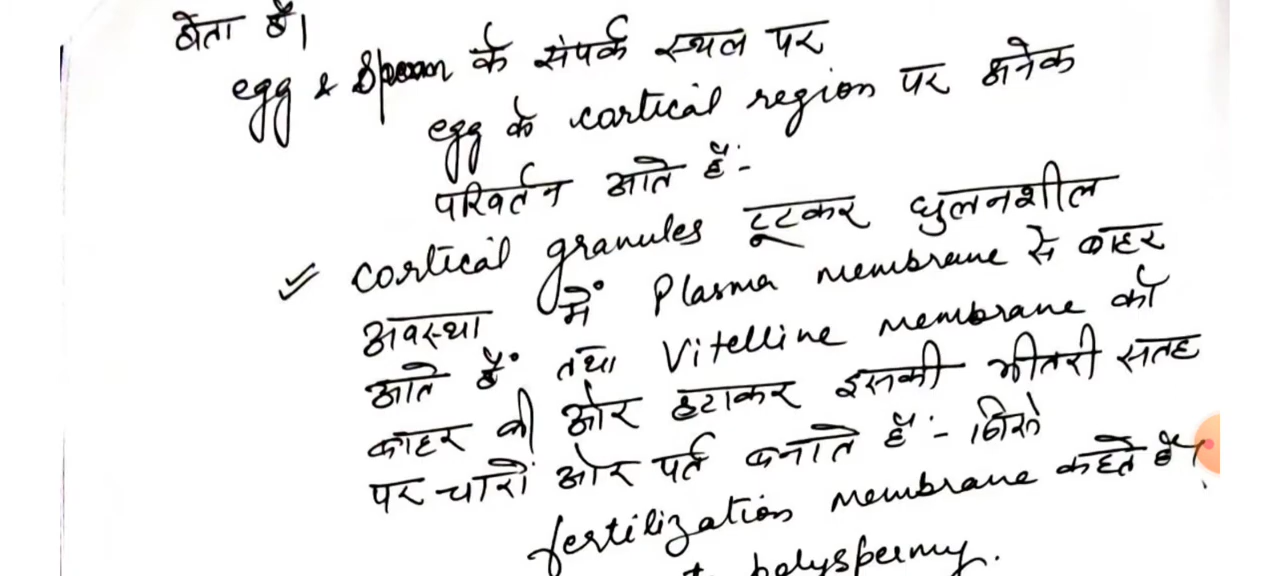 होता है।
egg & Sperm के संपर्क स्थल पर
egg के cortical region पर अनेक
परिवर्तन आते हैं:-
✓ cortical granules टूटकर घुलनशील
अवस्था में Plasma membrane से बाहर
आते हैं तथा Vitelline membrane को
बाहर की ओर हटाकर इसकी भीतरी सतह
पर चारों ओर पर्त बनाते हैं:- जिसे
fertilization membrane कहते हैं।
polyspermy.